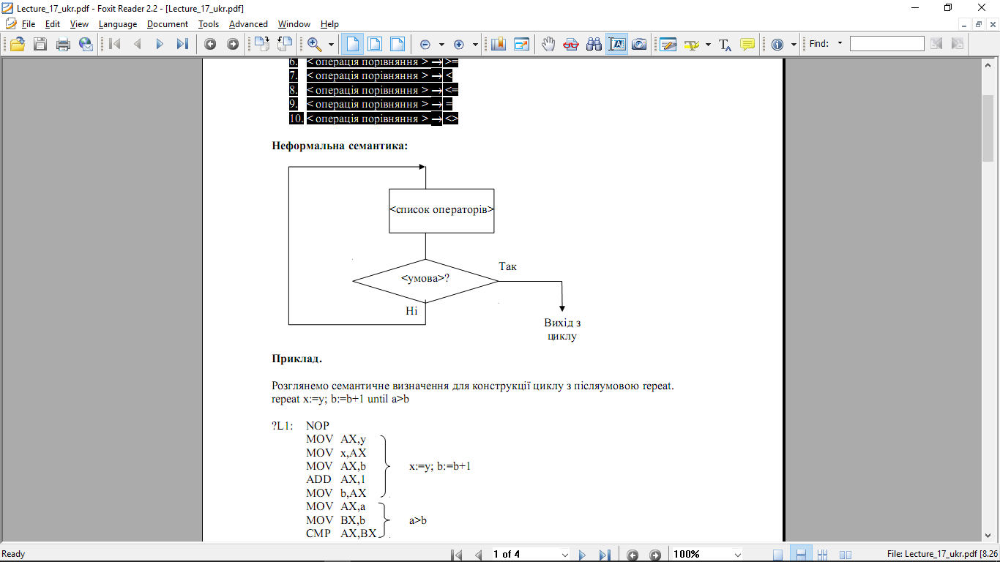 Lecture_17_ukr.pdf - Foxit Reader 2.2 - [Lecture_17_ukr.pdf]
File Edit View Language Document Tools Advanced Window Help
Find:
6. < операція порівняння > → >=
7. < операція порівняння > → <
8. < операція порівняння > → <=
9. < операція порівняння > → =
10. < операція порівняння > → <>
Неформальна семантика:
<список операторів>
Так
<умова>?
Ні
Вихід з
циклу
Приклад.
Розглянемо семантичне визначення для конструкції циклу з післяумовою repeat.
repeat x:=y; b:=b+1 until a>b
?L1: NOP
MOV AX,y
MOV x,AX
MOV AX,b x:=y; b:=b+1
ADD AX,1
MOV b,AX
MOV AX,a
MOV BX,b a>b
CMP AX,BX
Ready 1 of 4 100% File: Lecture_17_ukr.pdf [8.26